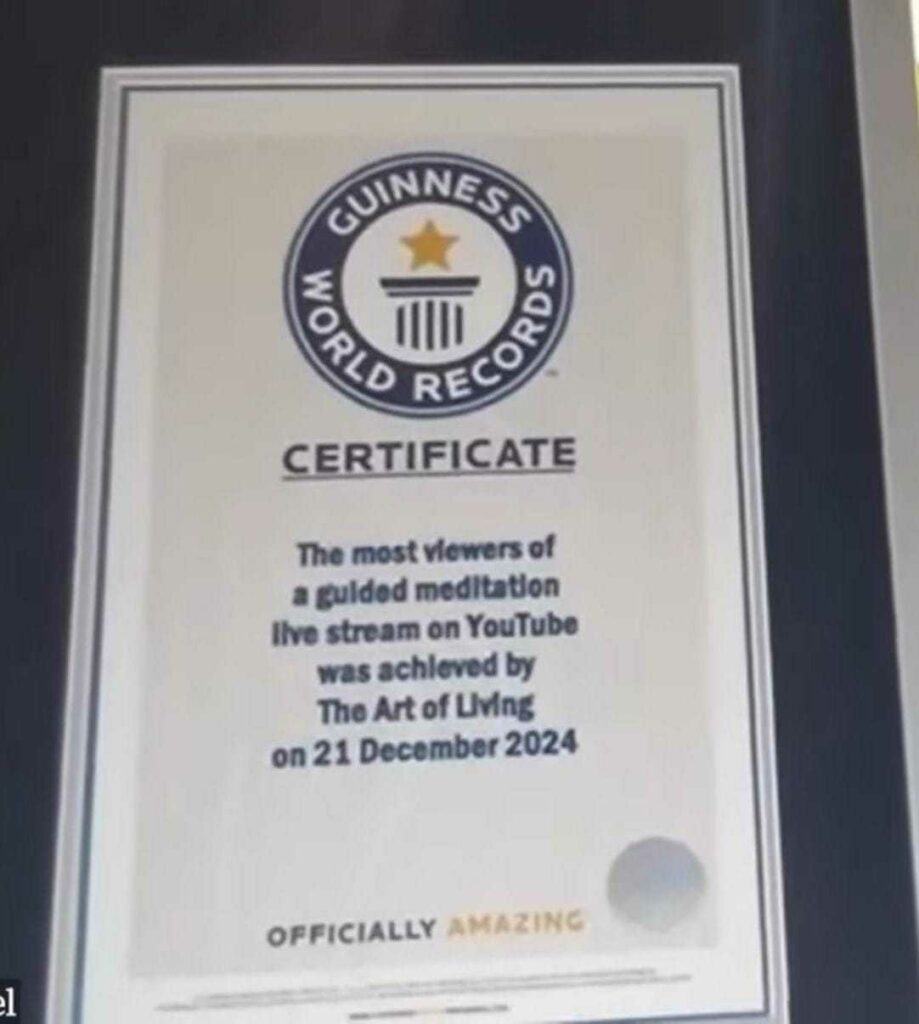 GUINNESS
WORLD RECORDS
CERTIFICATE
The most viewers of
a guided meditation
live stream on YouTube
was achieved by
The Art of Living
on 21 December 2024
OFFICIALLY AMAZING
el